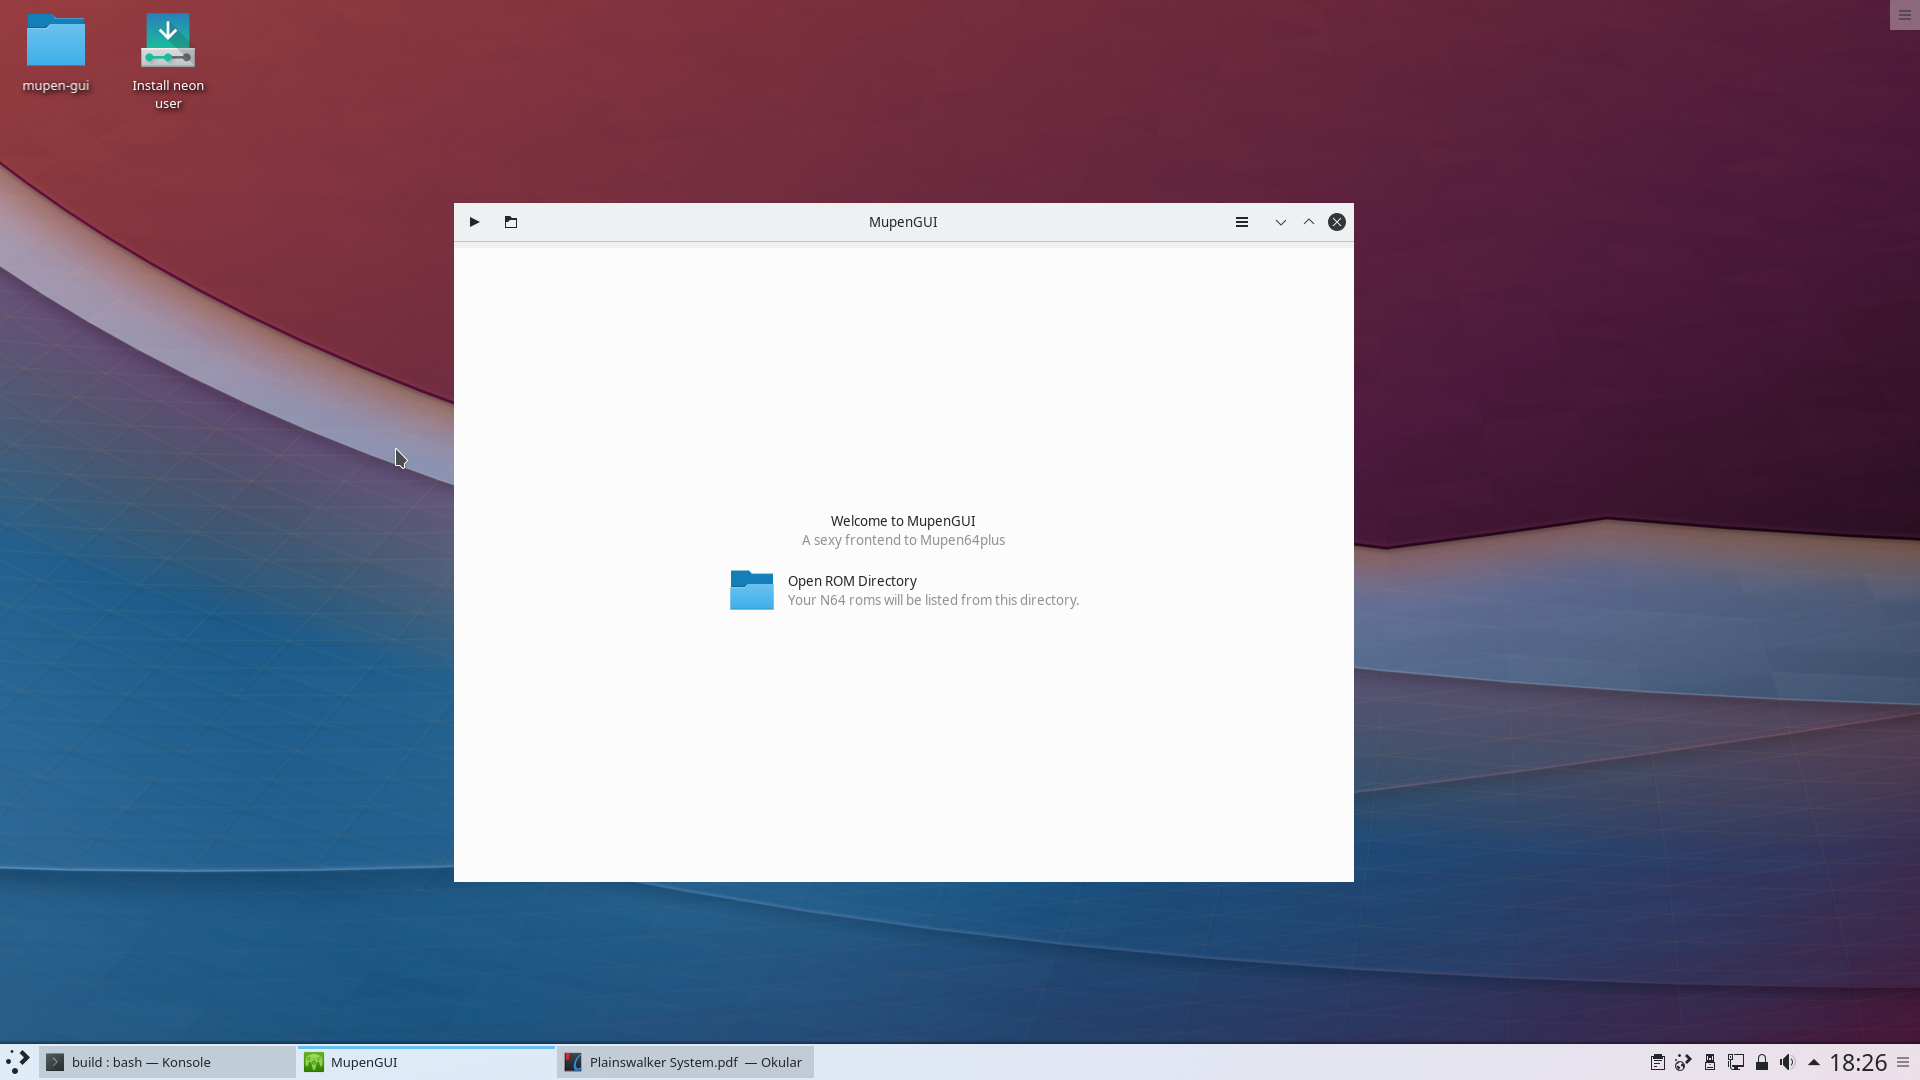 mupen-gui
Install neon
user
MupenGUI
Welcome to MupenGUI
A sexy frontend to Mupen64plus
Open ROM Directory
Your N64 roms will be listed from this directory.
build : bash — Konsole
MupenGUI
Plainswalker System.pdf  — Okular
18:26